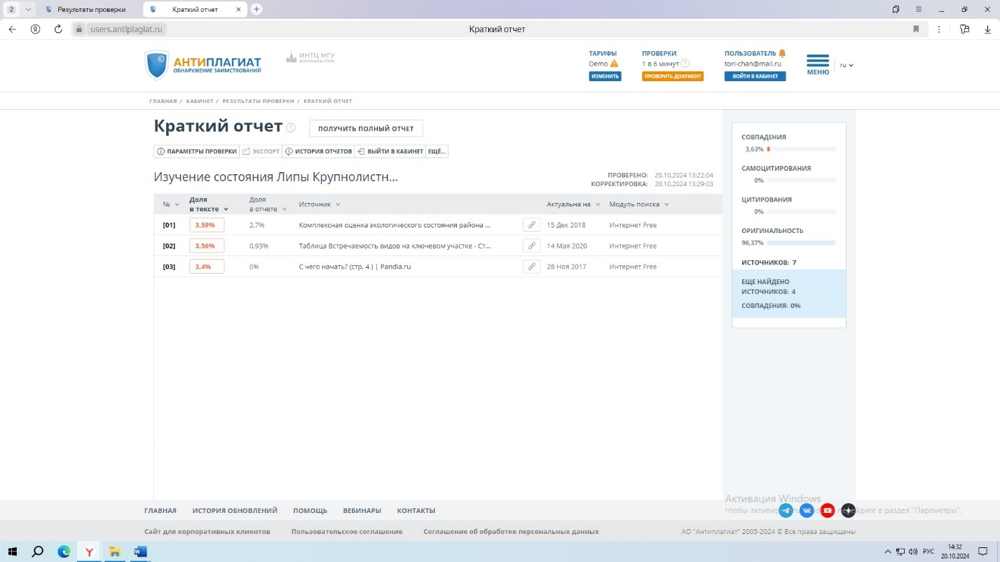 2
Результаты проверки
Краткий отчет
users.antiplagiat.ru
Краткий отчет
АНТИПЛАГИАТ
ОБНАРУЖЕНИЕ ЗАИМСТВОВАНИЙ
ИНТЦ МГУ
ВОРОБЬЕВЫ ГОРЫ
ТАРИФЫ
Demo
ИЗМЕНИТЬ
ПРОВЕРКИ
1 в 6 минут ?
ПРОВЕРИТЬ ДОКУМЕНТ
ПОЛЬЗОВАТЕЛЬ
tori-chan@mail.ru
ВОЙТИ В КАБИНЕТ
МЕНЮ
ru
ГЛАВНАЯ / КАБИНЕТ / РЕЗУЛЬТАТЫ ПРОВЕРКИ / КРАТКИЙ ОТЧЕТ
Краткий отчет ? ПОЛУЧИТЬ ПОЛНЫЙ ОТЧЕТ
ПАРАМЕТРЫ ПРОВЕРКИ ЭКСПОРТ ИСТОРИЯ ОТЧЕТОВ ВЫЙТИ В КАБИНЕТ ЕЩЁ...
Изучение состояния Липы Крупнолистн...
ПРОВЕРЕНО: 20.10.2024 13:22:04
КОРРЕКТИРОВКА: 20.10.2024 13:29:03
№ Доля в тексте Доля в отчете Источник Актуальна на Модуль поиска
[01] 3,59% 2,7% Комплексная оценка экологического состояния района ... 15 Дек 2018 Интернет Free
[02] 3,56% 0,93% Таблица Встречаемость видов на ключевом участке - Ст... 14 Мая 2020 Интернет Free
[03] 3,4% 0% С чего начать? (стр. 4 ) | Pandia.ru 28 Ноя 2017 Интернет Free
СОВПАДЕНИЯ
3,63%
САМОЦИТИРОВАНИЯ
0%
ЦИТИРОВАНИЯ
0%
ОРИГИНАЛЬНОСТЬ
96,37%
ИСТОЧНИКОВ: 7
ЕЩЕ НАЙДЕНО
ИСТОЧНИКОВ: 4
СОВПАДЕНИЯ: 0%
Активация Windows
Чтобы активировать Windows, перейдите в раздел "Параметры".
ГЛАВНАЯ ИСТОРИЯ ОБНОВЛЕНИЙ ПОМОЩЬ ВЕБИНАРЫ КОНТАКТЫ
Сайт для корпоративных клиентов Пользовательское соглашение Соглашение об обработке персональных данных АО "Антиплагиат" 2005-2024 © Все права защищены
РУС
14:32
20.10.2024